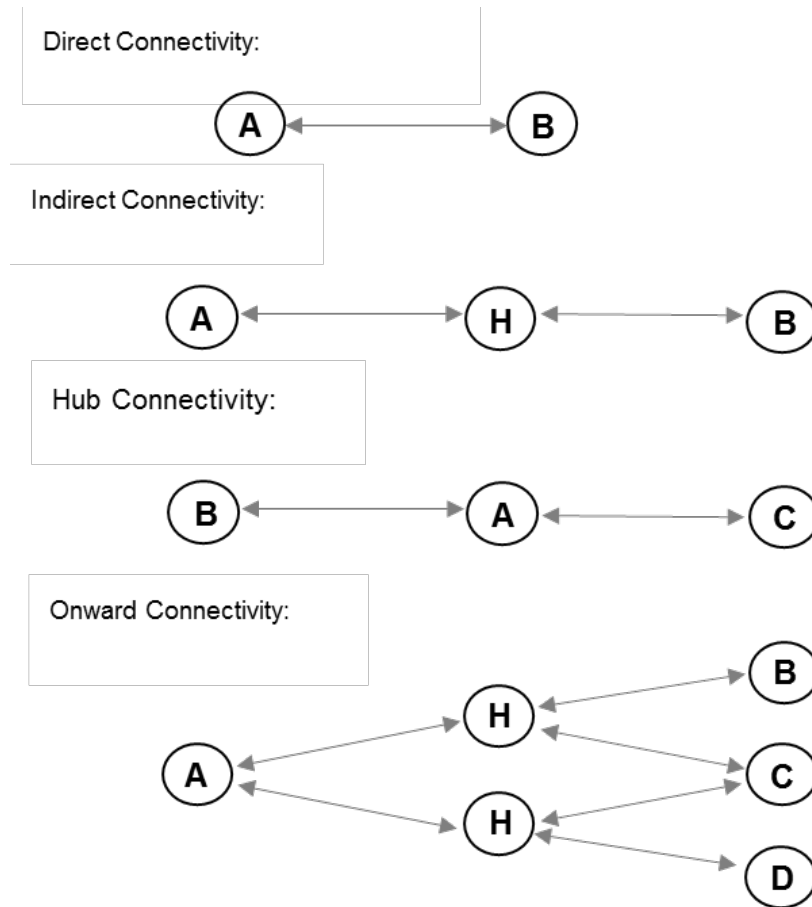 Direct Connectivity:
A B
Indirect Connectivity:
A H B
Hub Connectivity:
B A C
Onward Connectivity:
B
H
A C
H
D